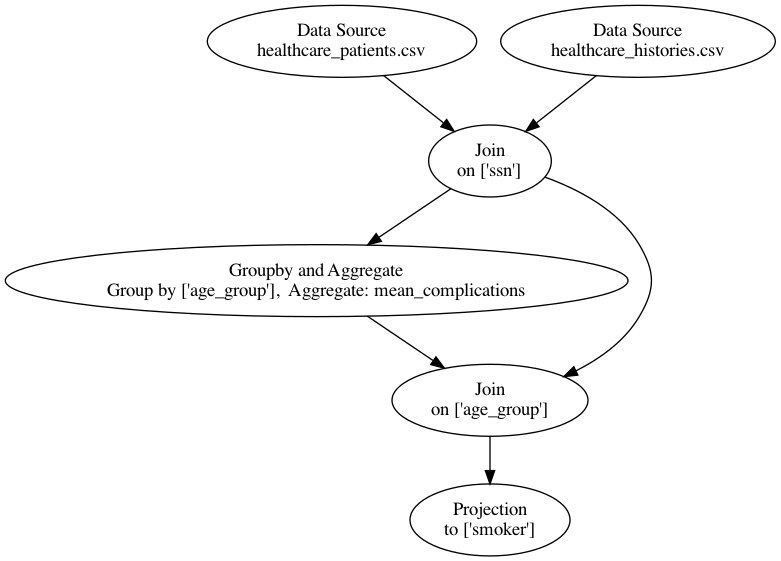 Data Source
healthcare_patients.csv
Data Source
healthcare_histories.csv
Join
on ['ssn']
Groupby and Aggregate
Group by ['age_group'],  Aggregate: mean_complications
Join
on ['age_group']
Projection
to ['smoker']